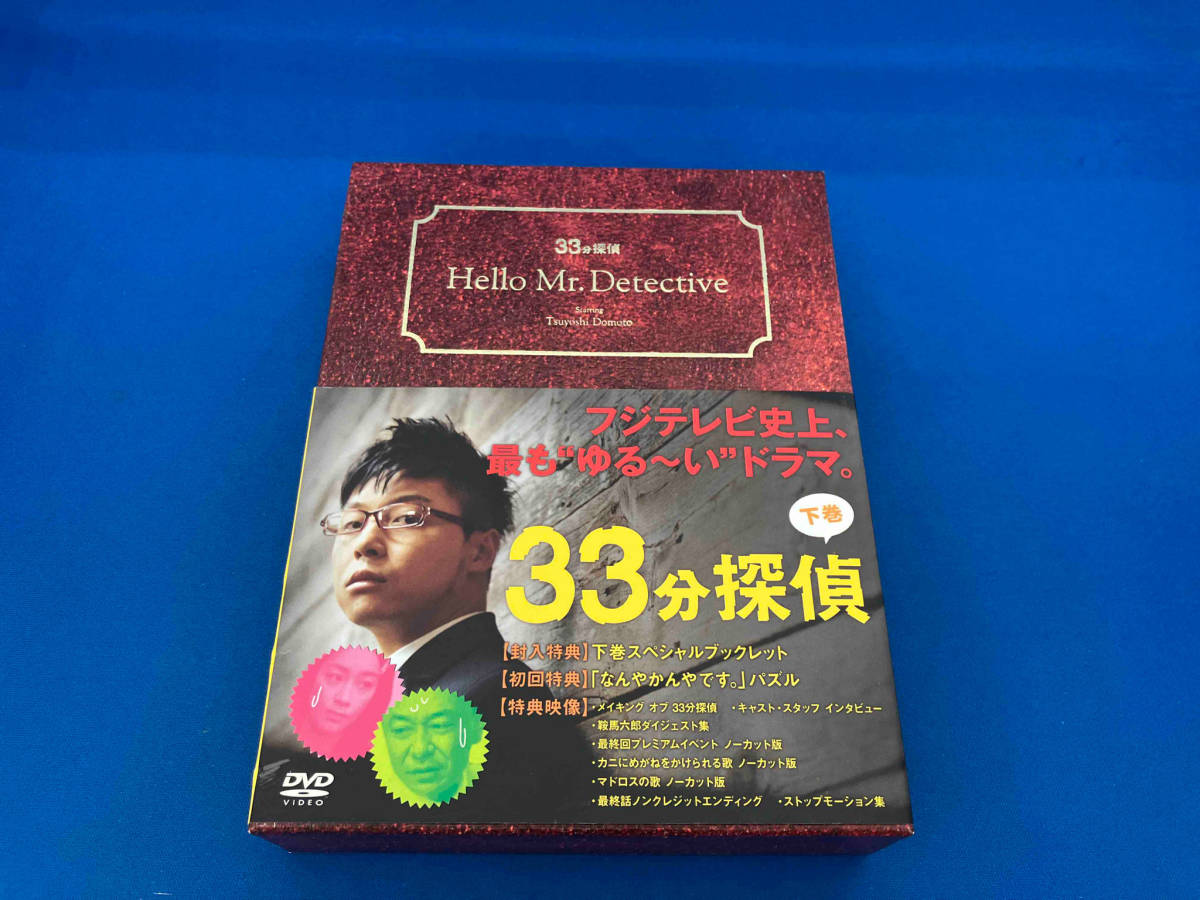 33分探偵
Hello Mr. Detective
Starring
Tsuyoshi Domoto
フジテレビ史上、
最も“ゆる〜い”ドラマ。
下巻
33分探偵
【封入特典】下巻スペシャルブックレット
【初回特典】「なんやかんやです。」パズル
【特典映像】・メイキング オブ 33分探偵 ・キャスト・スタッフ インタビュー
・鞍馬六郎ダイジェスト集
・最終回プレミアムイベント ノーカット版
・カニにめがねをかけられる歌 ノーカット版
・マドロスの歌 ノーカット版
・最終話ノンクレジットエンディング ・ストップモーション集
DVD
VIDEO